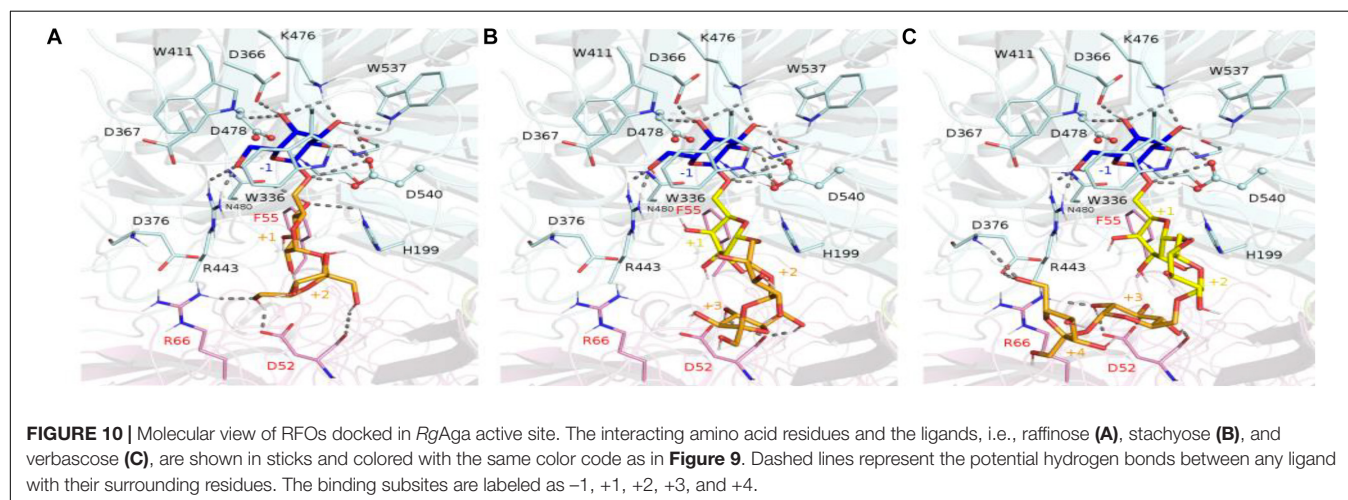 A
W411
D366
K476
W537
D367
D478
-1
W336
D540
N480
F55
D376
+1
H199
R443
+2
R66
D52
B
W411
D366
K476
W537
D367
D478
-1
W336
D540
N480
F55
D376
+1
H199
R443
+2
+3
R66
D52
C
W411
D366
K476
W537
D367
D478
-1
W336
D540
N480
F55
+1
D376
H199
R443
+2
+3
R66
+4
D52
FIGURE 10 | Molecular view of RFOs docked in RgAga active site. The interacting amino acid residues and the ligands, i.e., raffinose (A), stachyose (B), and
verbascose (C), are shown in sticks and colored with the same color code as in Figure 9. Dashed lines represent the potential hydrogen bonds between any ligand
with their surrounding residues. The binding subsites are labeled as –1, +1, +2, +3, and +4.